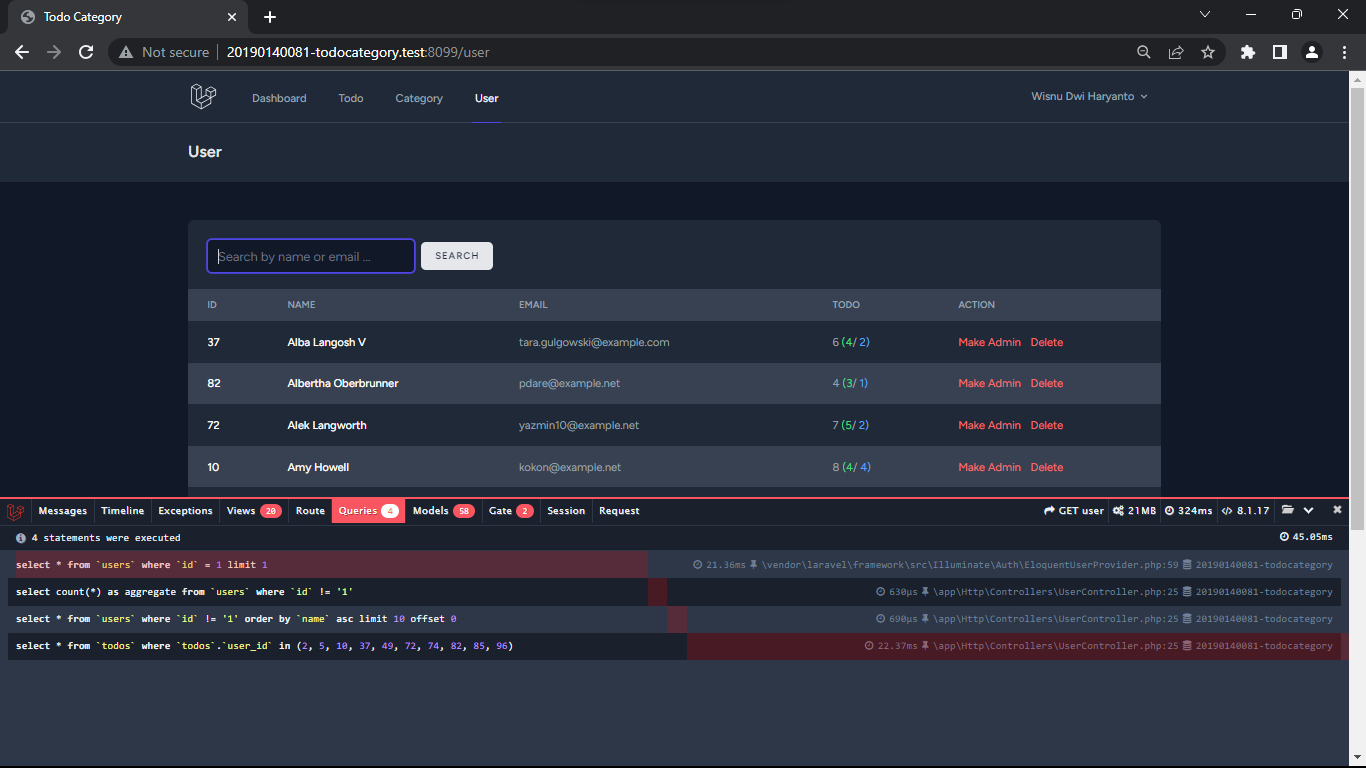 Todo Category
Not secure 20190140081-todocategory.test:8099/user
Dashboard Todo Category User Wisnu Dwi Haryanto
User
Search by name or email ... SEARCH
ID NAME EMAIL TODO ACTION
37 Alba Langosh V tara.gulgowski@example.com 6 (4/ 2) Make Admin Delete
82 Albertha Oberbrunner pdare@example.net 4 (3/ 1) Make Admin Delete
72 Alek Langworth yazmin10@example.net 7 (5/ 2) Make Admin Delete
10 Amy Howell kokon@example.net 8 (4/ 4) Make Admin Delete
Messages Timeline Exceptions Views 20 Route Queries 4 Models 58 Gate 2 Session Request GET user 21MB 324ms 8.1.17
4 statements were executed 45.05ms
select * from `users` where `id` = 1 limit 1 21.36ms \vendor\laravel\framework\src\Illuminate\Auth\EloquentUserProvider.php:59 20190140081-todocategory
select count(*) as aggregate from `users` where `id` != '1' 630μs \app\Http\Controllers\UserController.php:25 20190140081-todocategory
select * from `users` where `id` != '1' order by `name` asc limit 10 offset 0 690μs \app\Http\Controllers\UserController.php:25 20190140081-todocategory
select * from `todos` where `todos`.`user_id` in (2, 5, 10, 37, 49, 72, 74, 82, 85, 96) 22.37ms \app\Http\Controllers\UserController.php:25 20190140081-todocategory